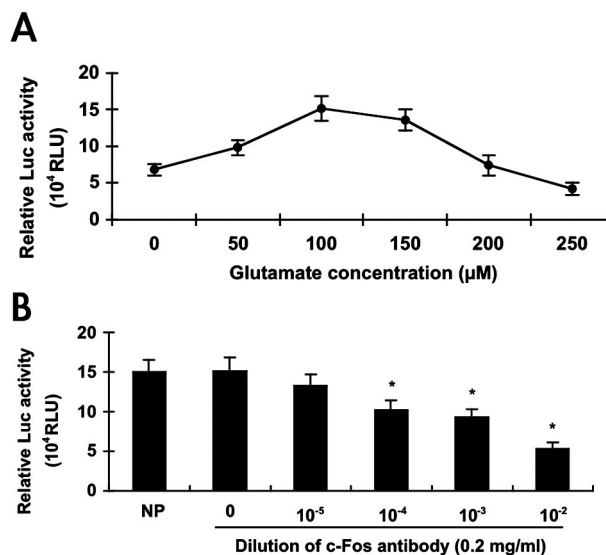 A
Relative Luc activity
(10⁴ RLU)
20
15
10
5
0
0 50 100 150 200 250
Glutamate concentration (µM)
B
Relative Luc activity
(10⁴RLU)
20
15
10
5
0
* * *
NP 0 10⁻⁵ 10⁻⁴ 10⁻³ 10⁻²
Dilution of c-Fos antibody (0.2 mg/ml)